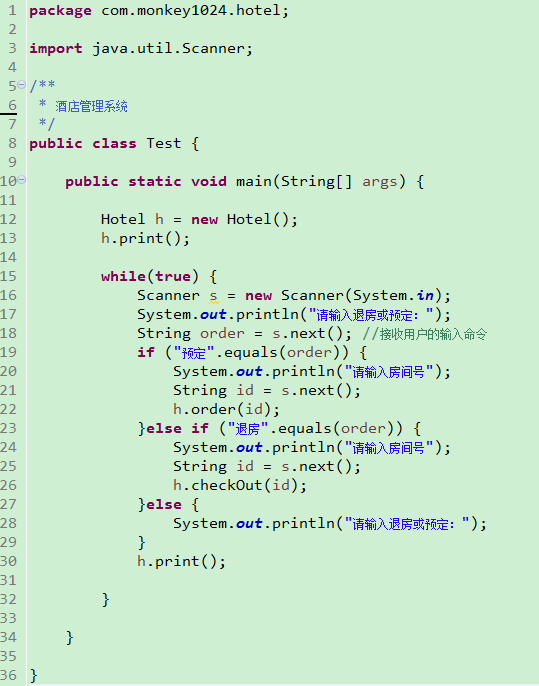 1 package com.monkey1024.hotel;
2
3 import java.util.Scanner;
4
5 /**
6  * 酒店管理系统
7  */
8 public class Test {
9
10     public static void main(String[] args) {
11
12         Hotel h = new Hotel();
13         h.print();
14
15         while(true) {
16             Scanner s = new Scanner(System.in);
17             System.out.println("请输入退房或预定：");
18             String order = s.next(); //接收用户的输入命令
19             if ("预定".equals(order)) {
20                 System.out.println("请输入房间号");
21                 String id = s.next();
22                 h.order(id);
23             }else if ("退房".equals(order)) {
24                 System.out.println("请输入房间号");
25                 String id = s.next();
26                 h.checkOut(id);
27             }else {
28                 System.out.println("请输入退房或预定：");
29             }
30             h.print();
31
32         }
33
34     }
35
36 }